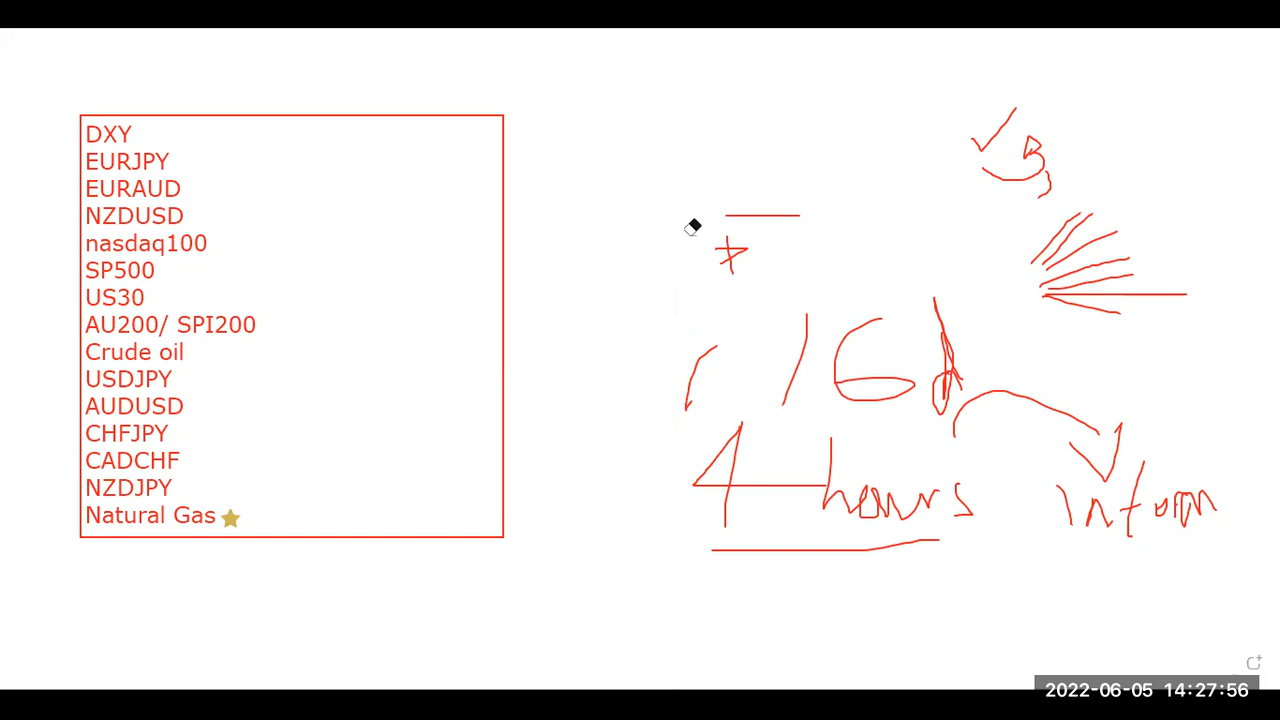 DXY
EURJPY
EURAUD
NZDUSD
nasdaq100
SP500
US30
AU200/ SPI200
Crude oil
USDJPY
AUDUSD
CHFJPY
CADCHF
NZDJPY
Natural Gas
4 hours
inform
2022-06-05 14:27:56